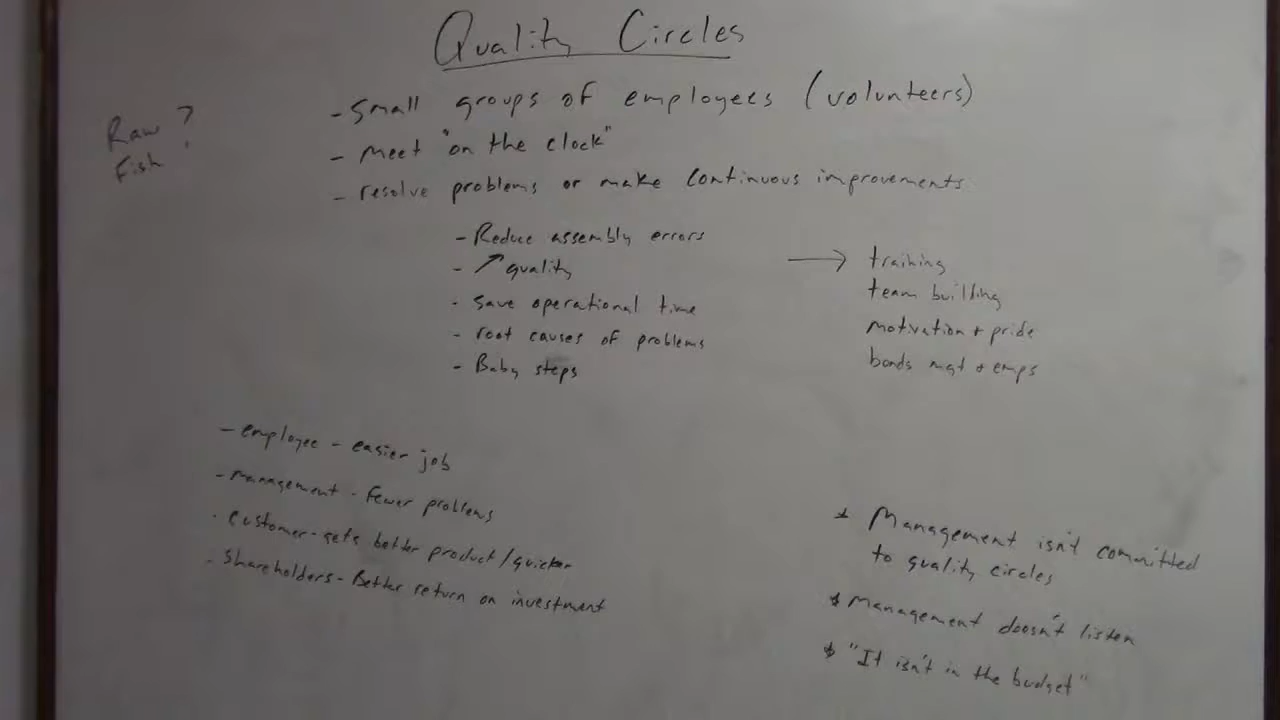 Quality Circles
Raw ?
Fish !
- small groups of employees (volunteers)
- meet "on the clock"
- resolve problems or make continuous improvements
- Reduce assembly errors
- ↗ quality
- save operational time
- root causes of problems
- Baby steps
→ training
team building
motivation + pride
bonds mgt + emps
- employee - easier job
- management - fewer problems
- customer - gets better product/quicker
- shareholders - Better return on investment
* Management isn't committed
to quality circles
* Management doesn't listen
* "It isn't in the budget"